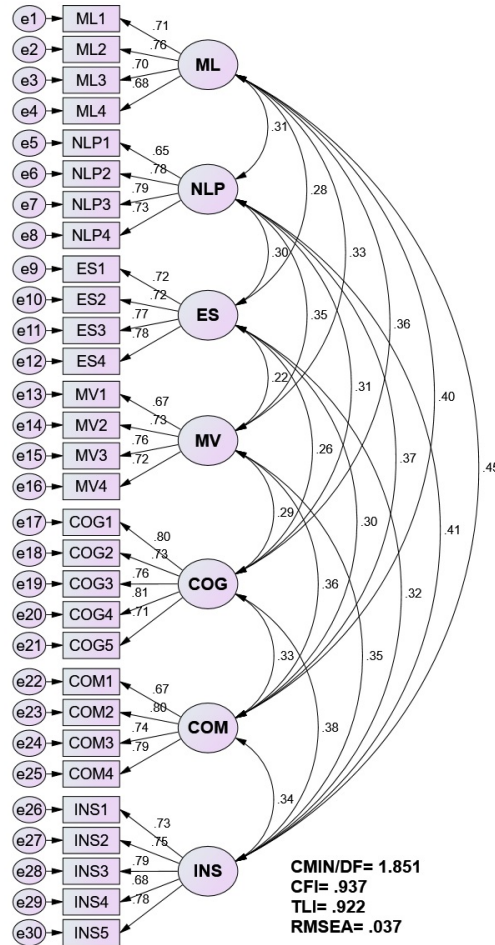 e1 ML1 .71
e2 ML2 .76
e3 ML3 .70
e4 ML4 .68
ML
e5 NLP1 .65
e6 NLP2 .78
e7 NLP3 .79
e8 NLP4 .73
NLP
e9 ES1 .72
e10 ES2 .72
e11 ES3 .77
e12 ES4 .78
ES
e13 MV1 .67
e14 MV2 .73
e15 MV3 .76
e16 MV4 .72
MV
e17 COG1 .80
e18 COG2 .73
e19 COG3 .76
e20 COG4 .81
e21 COG5 .71
COG
e22 COM1 .67
e23 COM2 .80
e24 COM3 .74
e25 COM4 .79
COM
e26 INS1 .73
e27 INS2 .75
e28 INS3 .79
e29 INS4 .68
e30 INS5 .78
INS
.31
.28
.30
.33
.35
.36
.22
.31
.40
.26
.37
.45
.29
.30
.41
.36
.32
.33
.35
.38
.34
CMIN/DF= 1.851
CFI= .937
TLI= .922
RMSEA= .037